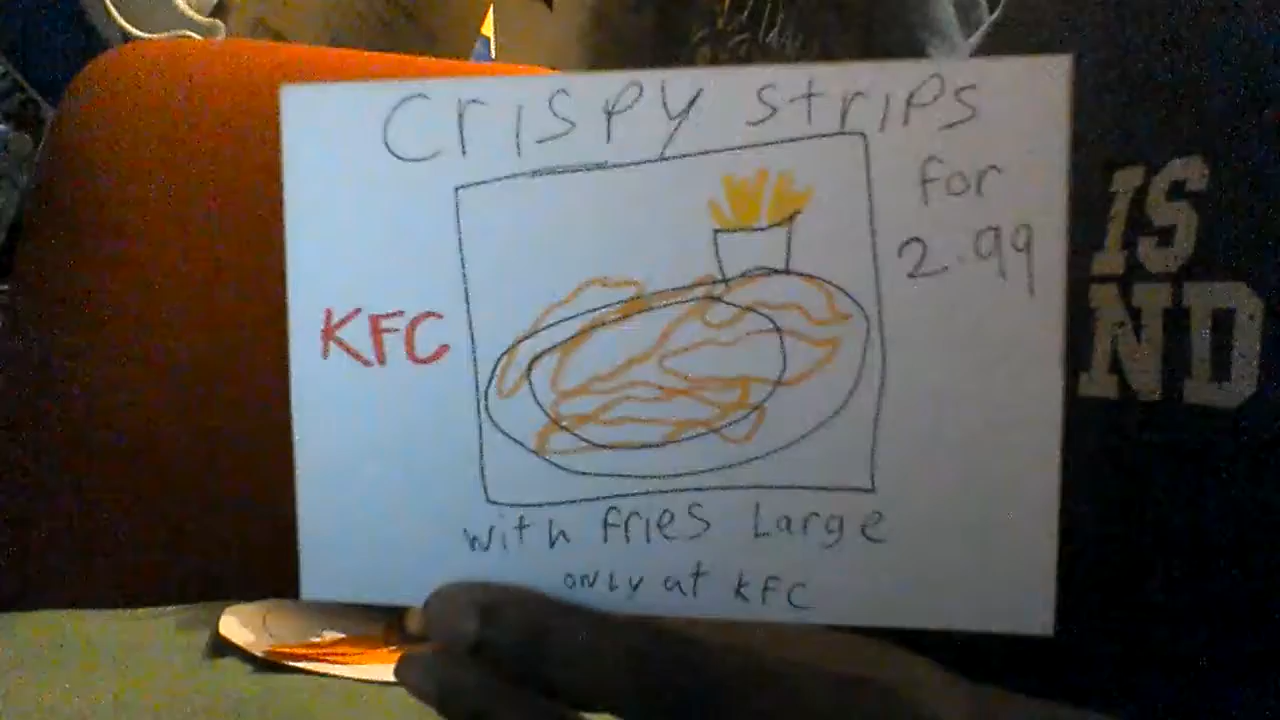 Crispy strips
for
2.99
KFC
with fries Large
only at KFC
IS
ND